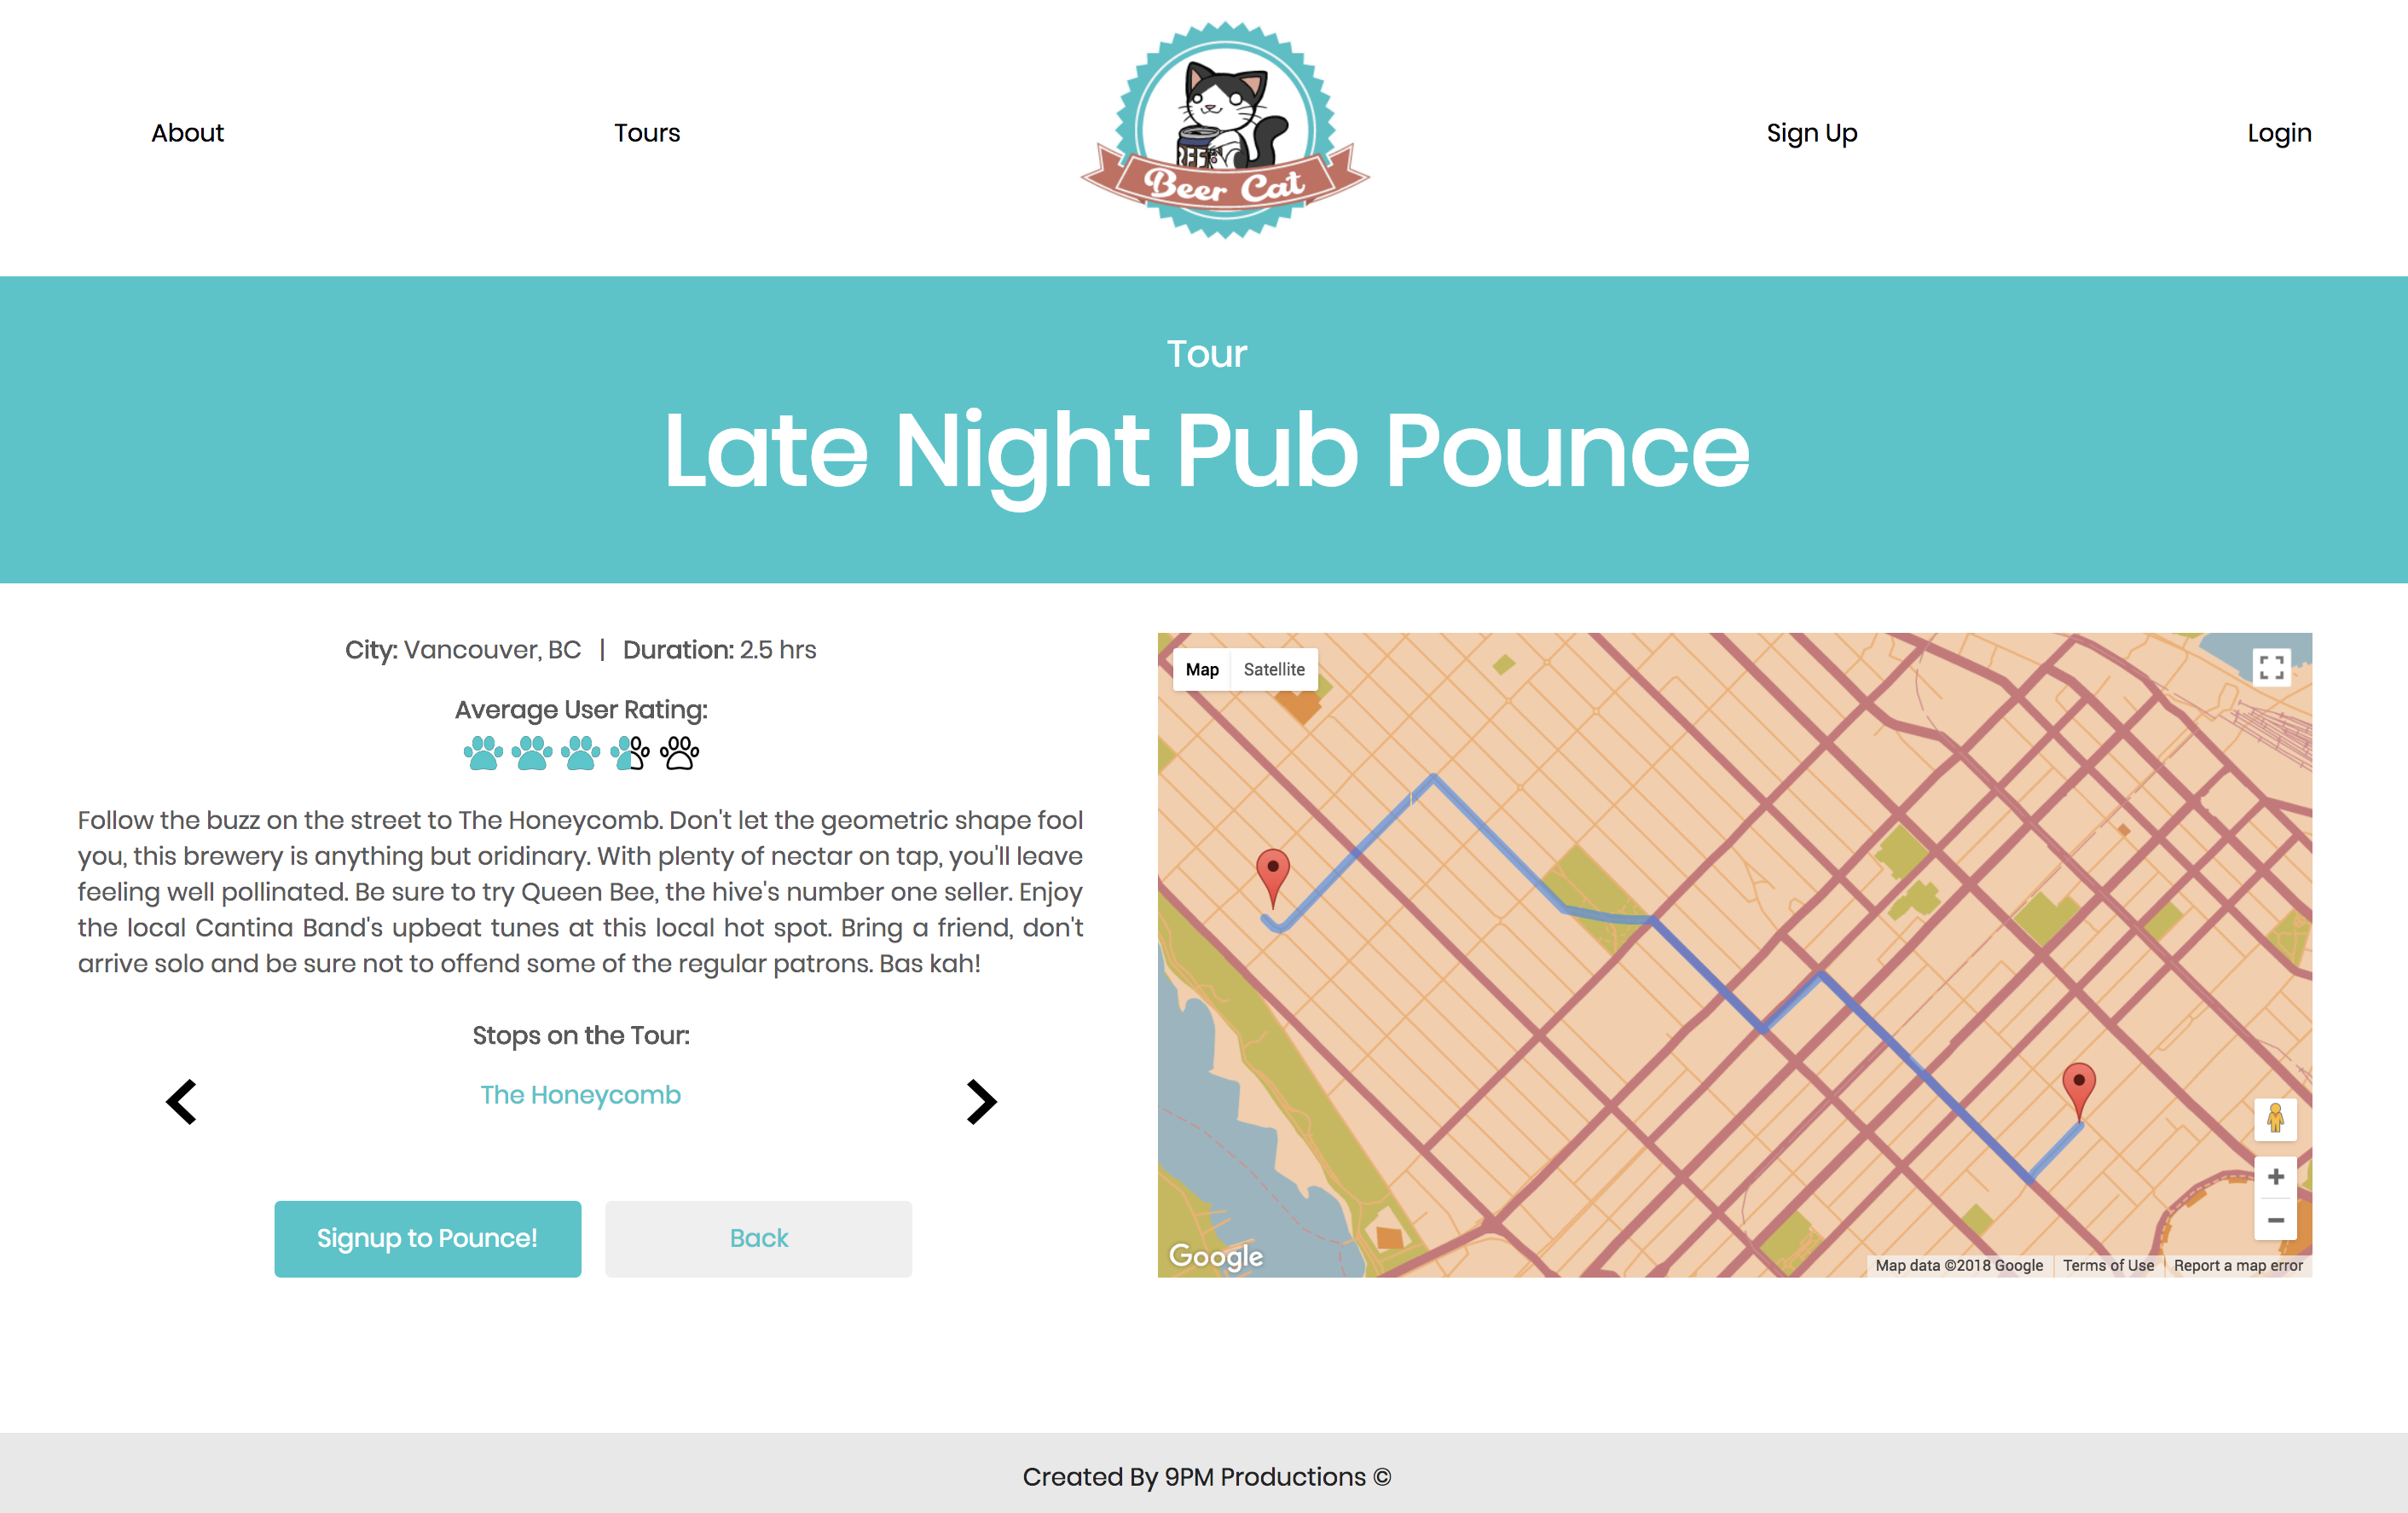 About
Tours
Beer Cat
Sign Up
Login
Tour
Late Night Pub Pounce
City: Vancouver, BC | Duration: 2.5 hrs
Average User Rating:
Follow the buzz on the street to The Honeycomb. Don't let the geometric shape fool
you, this brewery is anything but oridinary. With plenty of nectar on tap, you'll leave
feeling well pollinated. Be sure to try Queen Bee, the hive's number one seller. Enjoy
the local Cantina Band's upbeat tunes at this local hot spot. Bring a friend, don't
arrive solo and be sure not to offend some of the regular patrons. Bas kah!
Stops on the Tour:
The Honeycomb
Signup to Pounce!
Back
Map
Satellite
Google
Map data ©2018 Google
Terms of Use
Report a map error
Created By 9PM Productions ©